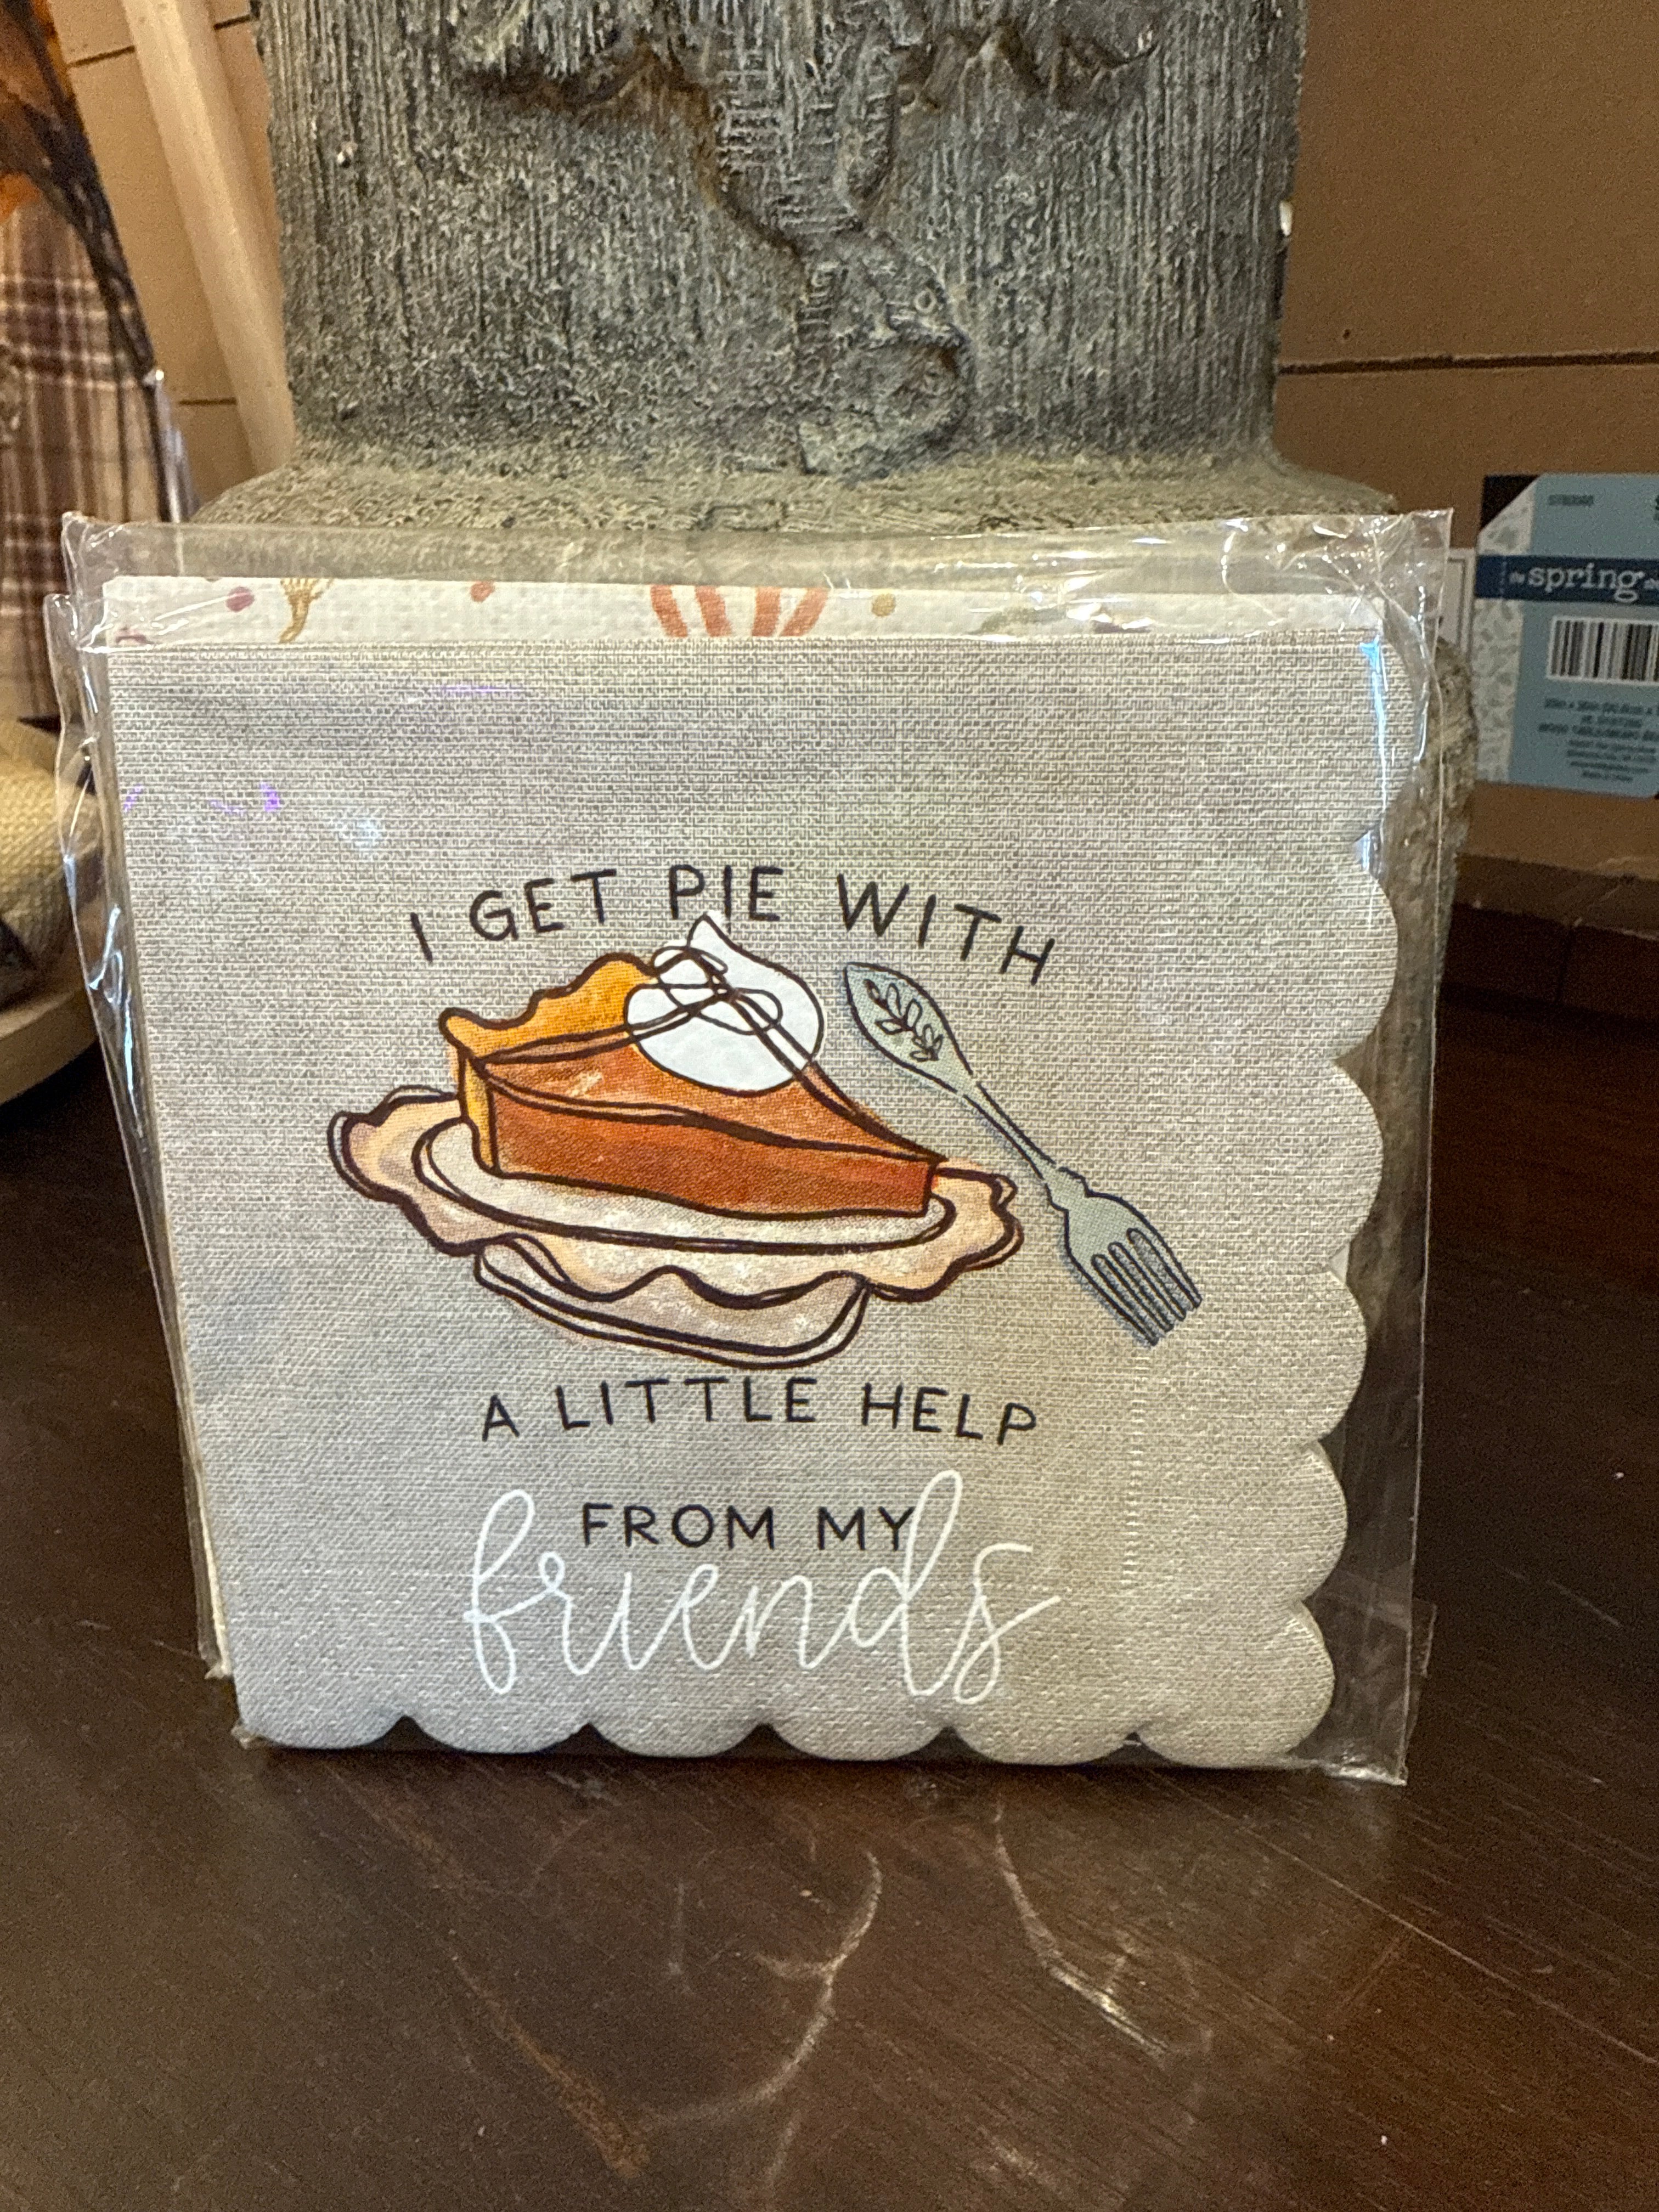 I GET PIE WITH
A LITTLE HELP
FROM MY
friends
spring